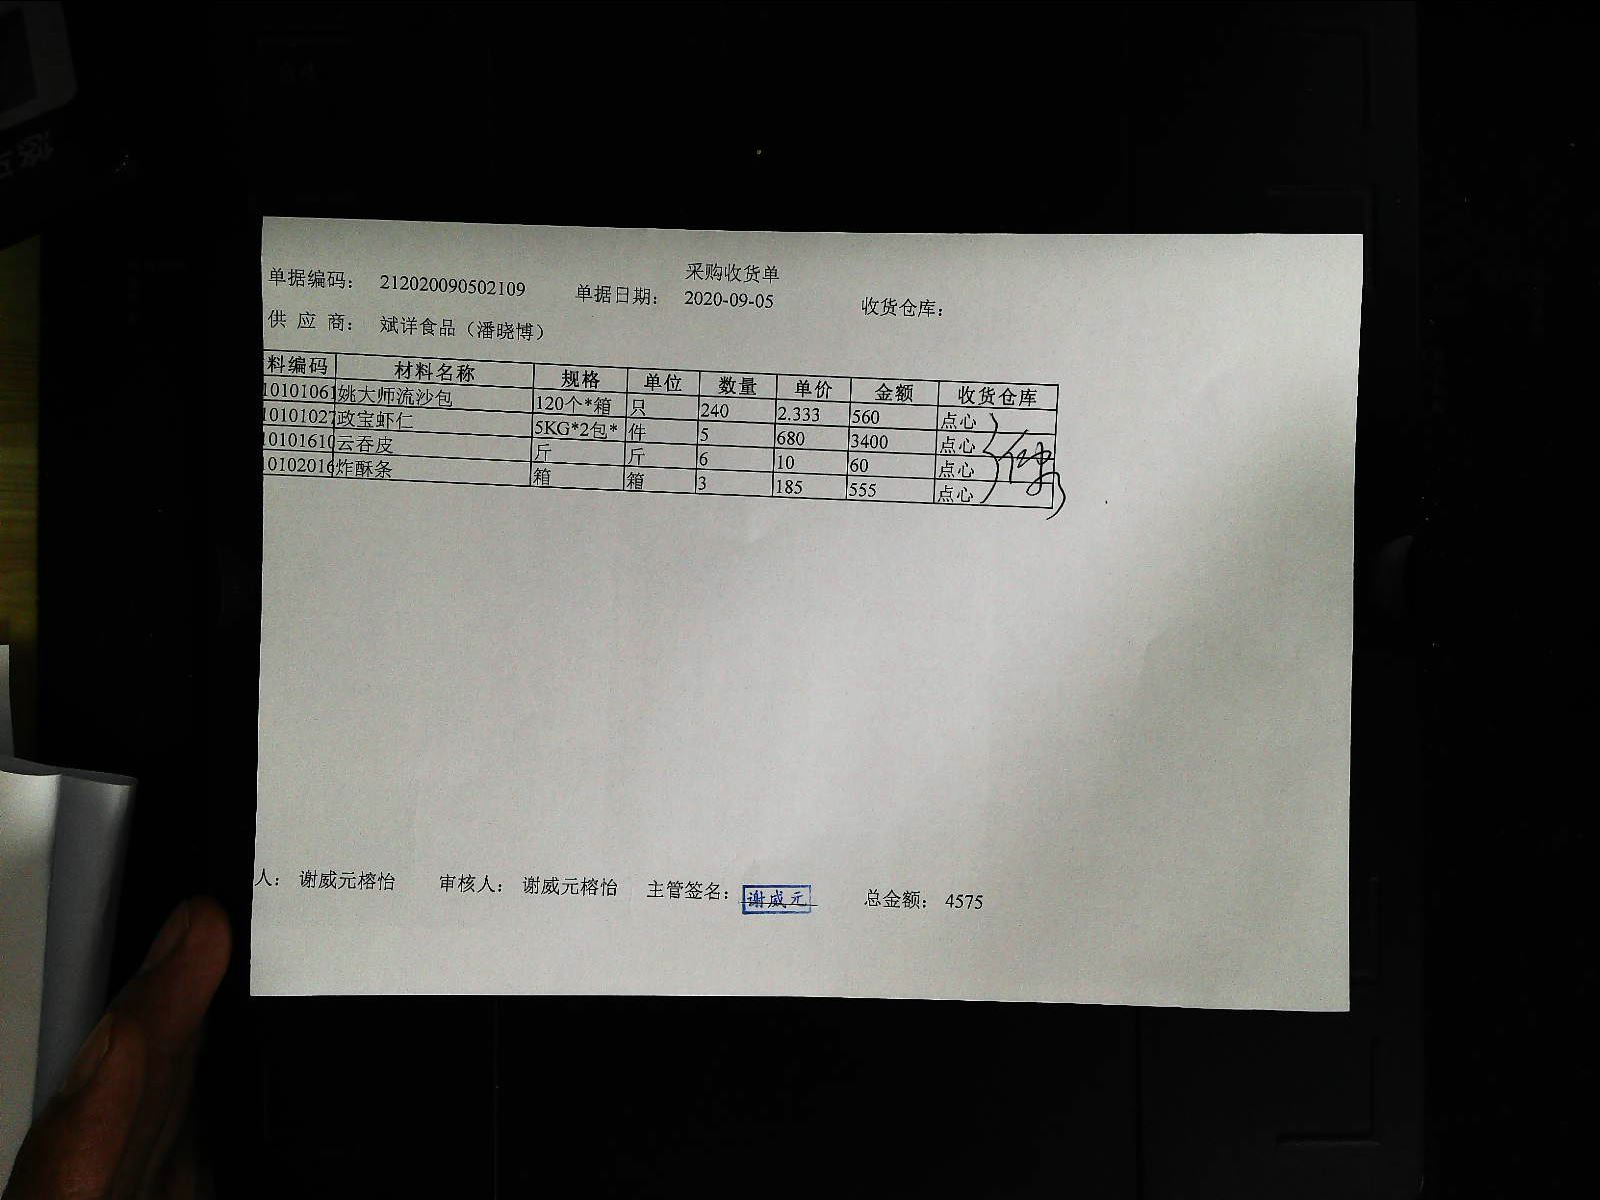 采购收货单
单据编码： 212020090502109 单据日期： 2020-09-05 收货仓库：
供 应 商： 斌洋食品（潘晓博）
料编码 材料名称 规格 单位 数量 单价 金额 收货仓库
10101061 姚大师流沙包 120个*箱 只 240 2.333 560 点心
10101027 政宝虾仁 5KG*2包* 件 5 680 3400 点心
10101610 云吞皮 斤 斤 6 10 60 点心
10102016 炸酥条 箱 箱 3 185 555 点心
人： 谢威元榕怡 审核人： 谢威元榕怡 主管签名： 谢威元 总金额： 4575